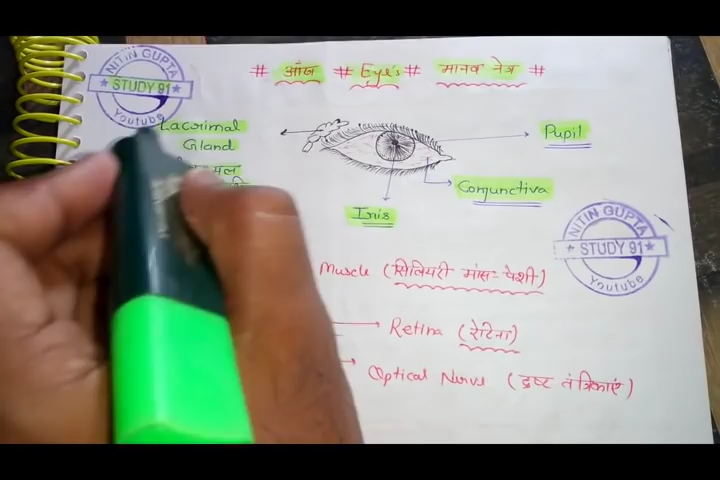 # आँख # Eye's # मानव नेत्र #
NITIN GUPTA
STUDY 91
Youtube
Lacrimal
Gland
Pupil
Conjunctiva
Iris
NITIN GUPTA
STUDY 91
Youtube
Muscle (सिलियरी मांस-पेशी)
Retina (रेटिना)
Optical Nerve (द्रष्ट तंत्रिकाएं)